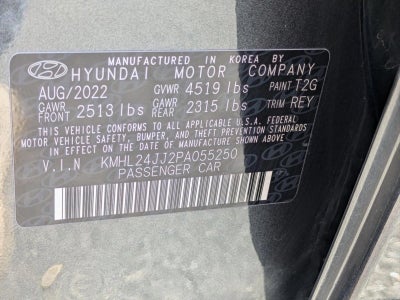 MANUFACTURED IN KOREA BY
HYUNDAI MOTOR COMPANY
AUG/2022 GVWR 4519 lbs PAINT T2G
GAWR FRONT 2513 lbs GAWR REAR 2315 lbs TRIM REY
THIS VEHICLE CONFORMS TO ALL APPLICABLE U.S.A. FEDERAL
MOTOR VEHICLE SAFETY, BUMPER, AND THEFT PREVENTION STANDARDS
IN EFFECT ON THE DATE OF MANUFACTURE SHOWN ABOVE.
V.I.N KMHL24JJ2PA055250
PASSENGER CAR